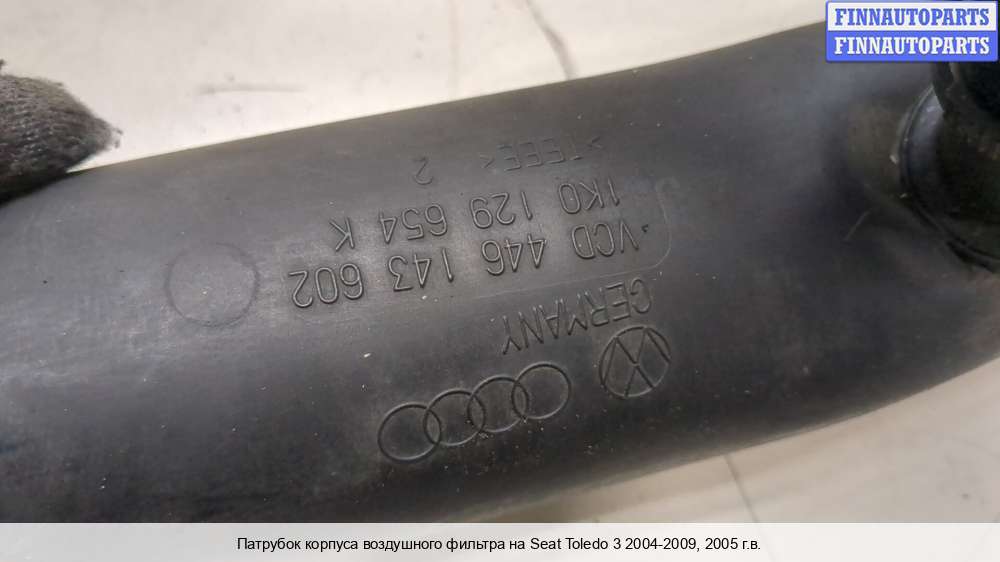 FINNAUTOPARTS
FINNAUTOPARTS
GERMANY
VCD 446 143 602
1K0 129 654 K
2
>TEEE<
Патрубок корпуса воздушного фильтра на Seat Toledo 3 2004-2009, 2005 г.в.